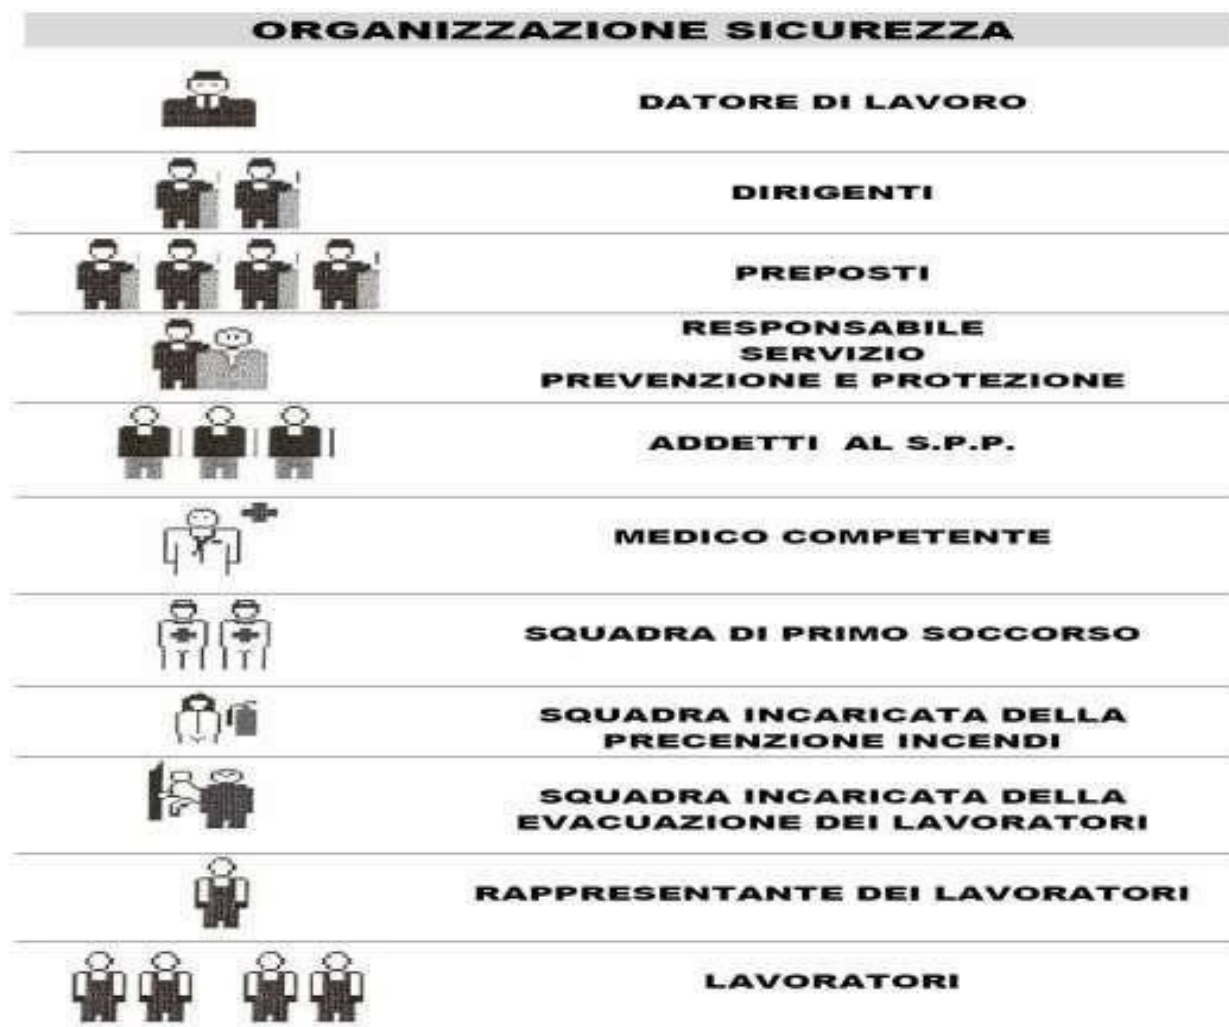 ORGANIZZAZIONE SICUREZZA
DATORE DI LAVORO
DIRIGENTI
PREPOSTI
RESPONSABILE
SERVIZIO
PREVENZIONE E PROTEZIONE
ADDETTI AL S.P.P.
MEDICO COMPETENTE
SQUADRA DI PRIMO SOCCORSO
SQUADRA INCARICATA DELLA
PRECENZIONE INCENDI
SQUADRA INCARICATA DELLA
EVACUAZIONE DEI LAVORATORI
RAPPRESENTANTE DEI LAVORATORI
LAVORATORI